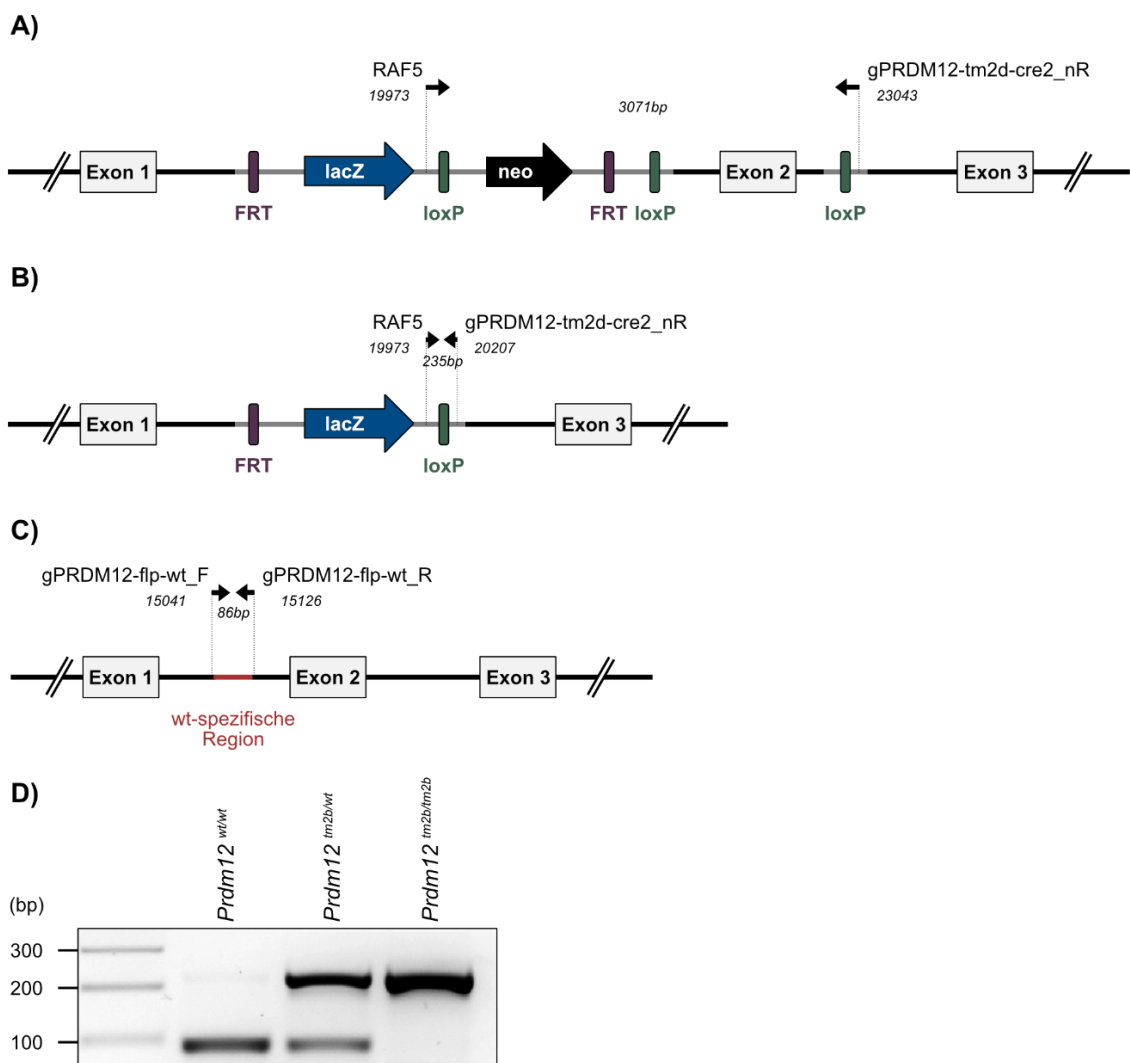 A)
RAF5 gPRDM12-tm2d-cre2_nR
19973 3071bp 23043
Exon 1 lacZ neo Exon 2 Exon 3
FRT loxP FRT loxP loxP
B)
RAF5 gPRDM12-tm2d-cre2_nR
19973 235bp 20207
Exon 1 lacZ Exon 3
FRT loxP
C)
gPRDM12-flp-wt_F gPRDM12-flp-wt_R
15041 86bp 15126
Exon 1 Exon 2 Exon 3
wt-spezifische
Region
D)
Prdm12 wt/wt
Prdm12 tm2b/wt
Prdm12 tm2b/tm2b
(bp)
300
200
100